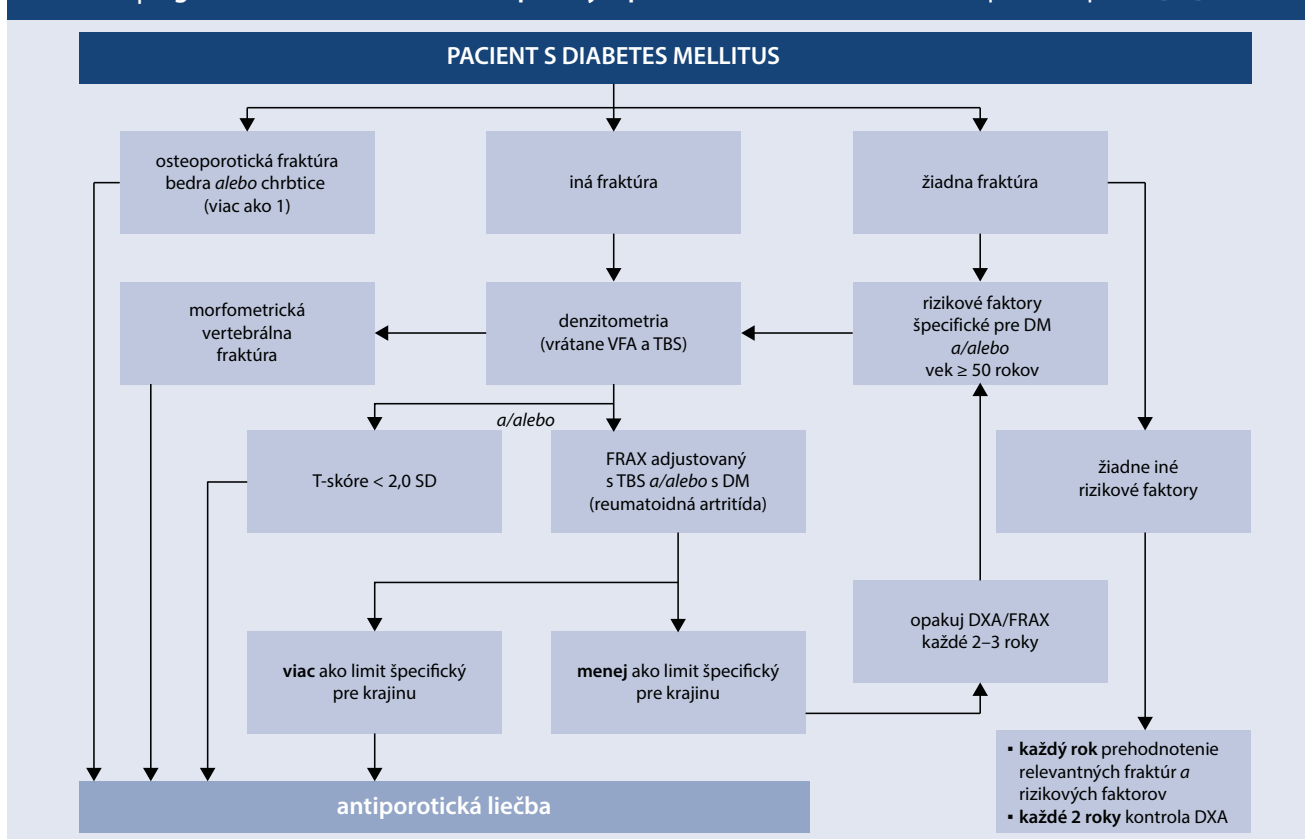 PACIENT S DIABETES MELLITUS
osteoporotická fraktúra
bedra alebo chrbtice
(viac ako 1)
iná fraktúra
žiadna fraktúra
morfometrická
vertebrálna
fraktúra
denzitometria
(vrátane VFA a TBS)
rizikové faktory
špecifické pre DM
a/alebo
vek ≥ 50 rokov
a/alebo
T-skóre < 2,0 SD
FRAX adjustovaný
s TBS a/alebo s DM
(reumatoidná artritída)
žiadne iné
rizikové faktory
viac ako limit špecifický
pre krajinu
menej ako limit špecifický
pre krajinu
opakuj DXA/FRAX
každé 2–3 roky
▪ každý rok prehodnotenie
relevantných fraktúr a
rizikových faktorov
▪ každé 2 roky kontrola DXA
antiporotická liečba